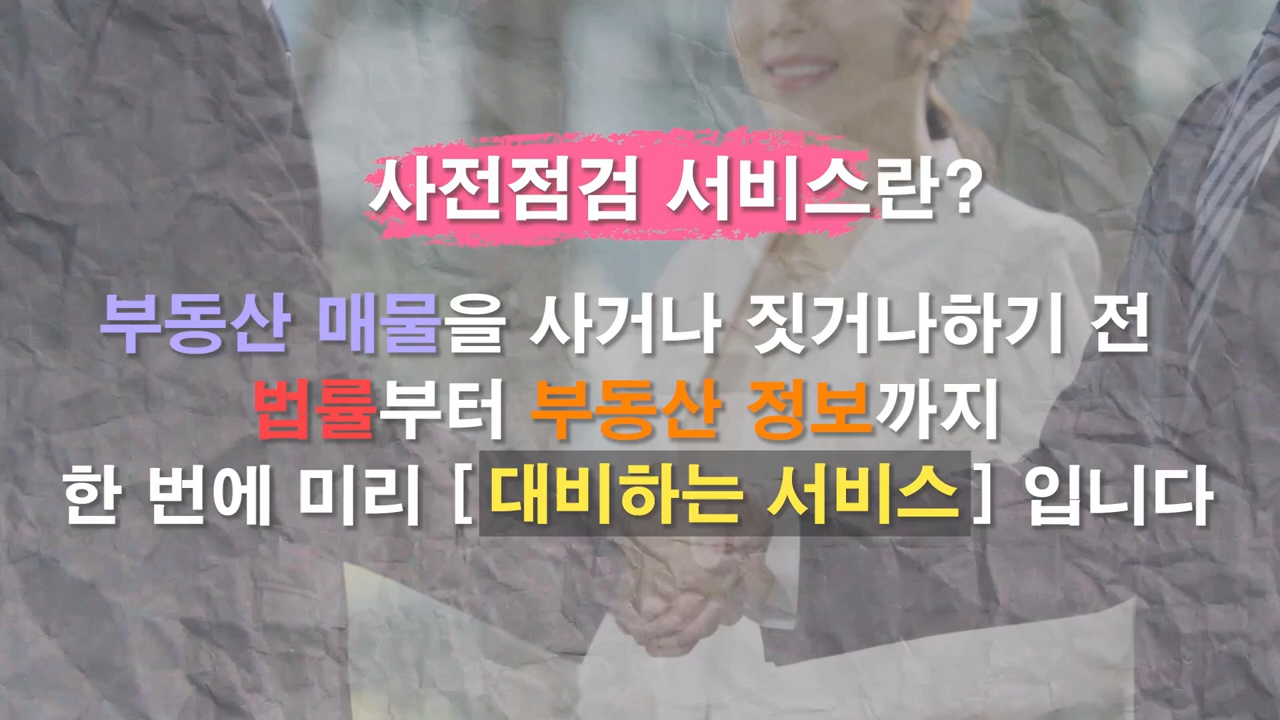 사전점검 서비스란?
부동산 매물을 사거나 짓거나하기 전
법률부터 부동산 정보까지
한 번에 미리 [대비하는 서비스] 입니다